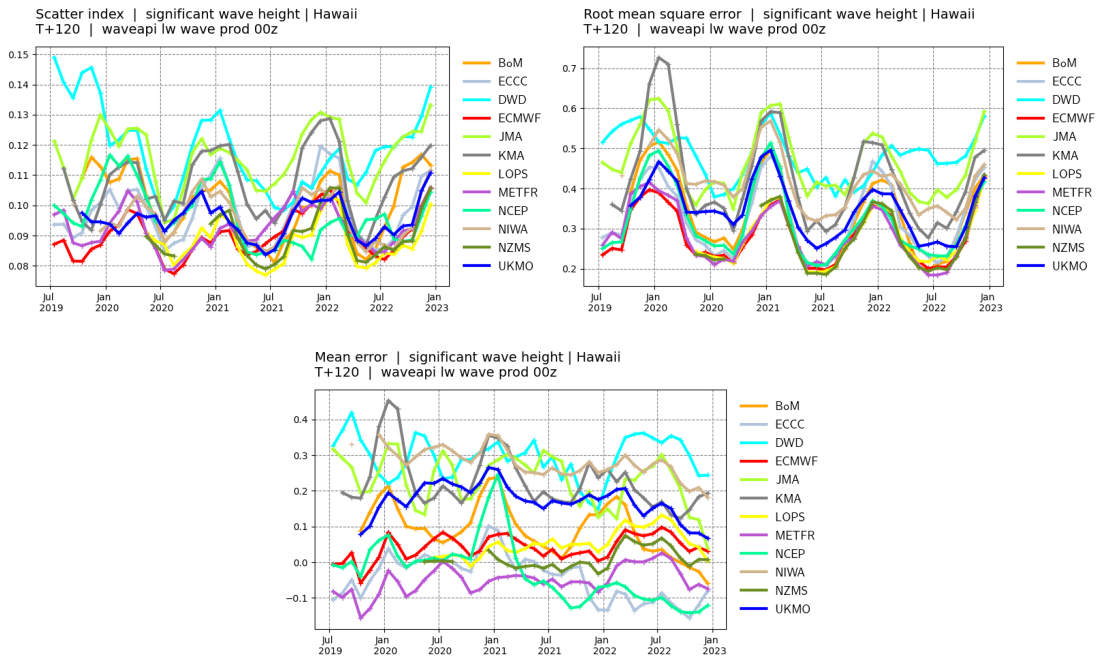 Scatter index | significant wave height | Hawaii
T+120 | waveapi lw wave prod 00z
0.15
0.14
0.13
0.12
0.11
0.10
0.09
0.08
Jul Jan Jul Jan Jul Jan Jul Jan
2019 2020 2020 2021 2021 2022 2022 2023
BoM
ECCC
DWD
ECMWF
JMA
KMA
LOPS
METFR
NCEP
NIWA
NZMS
UKMO
Root mean square error | significant wave height | Hawaii
T+120 | waveapi lw wave prod 00z
0.7
0.6
0.5
0.4
0.3
0.2
Jul Jan Jul Jan Jul Jan Jul Jan
2019 2020 2020 2021 2021 2022 2022 2023
BoM
ECCC
DWD
ECMWF
JMA
KMA
LOPS
METFR
NCEP
NIWA
NZMS
UKMO
Mean error | significant wave height | Hawaii
T+120 | waveapi lw wave prod 00z
0.4
0.3
0.2
0.1
0.0
−0.1
Jul Jan Jul Jan Jul Jan Jul Jan
2019 2020 2020 2021 2021 2022 2022 2023
BoM
ECCC
DWD
ECMWF
JMA
KMA
LOPS
METFR
NCEP
NIWA
NZMS
UKMO